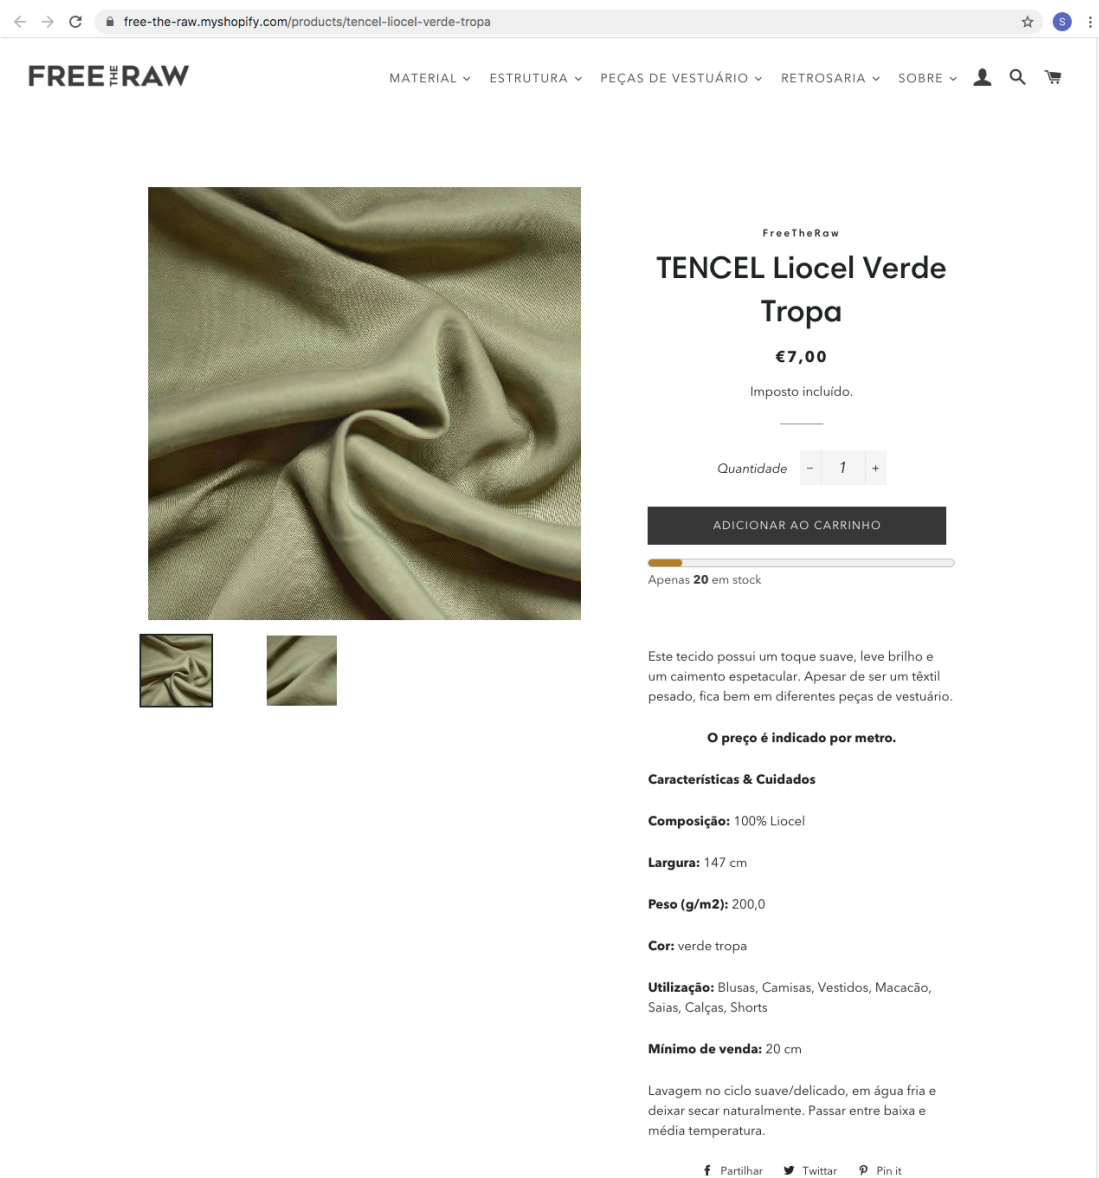 free-the-raw.myshopify.com/products/tencel-liocel-verde-tropa
S
FREE THE RAW
MATERIAL
ESTRUTURA
PEÇAS DE VESTUÁRIO
RETROSARIA
SOBRE
FreeTheRaw
TENCEL Liocel Verde
Tropa
€7,00
Imposto incluído.
Quantidade − 1 +
ADICIONAR AO CARRINHO
Apenas 20 em stock
Este tecido possui um toque suave, leve brilho e
um caimento espetacular. Apesar de ser um têxtil
pesado, fica bem em diferentes peças de vestuário.
O preço é indicado por metro.
Características & Cuidados
Composição: 100% Liocel
Largura: 147 cm
Peso (g/m2): 200,0
Cor: verde tropa
Utilização: Blusas, Camisas, Vestidos, Macacão,
Saias, Calças, Shorts
Mínimo de venda: 20 cm
Lavagem no ciclo suave/delicado, em água fria e
deixar secar naturalmente. Passar entre baixa e
média temperatura.
Partilhar
Twittar
Pin it